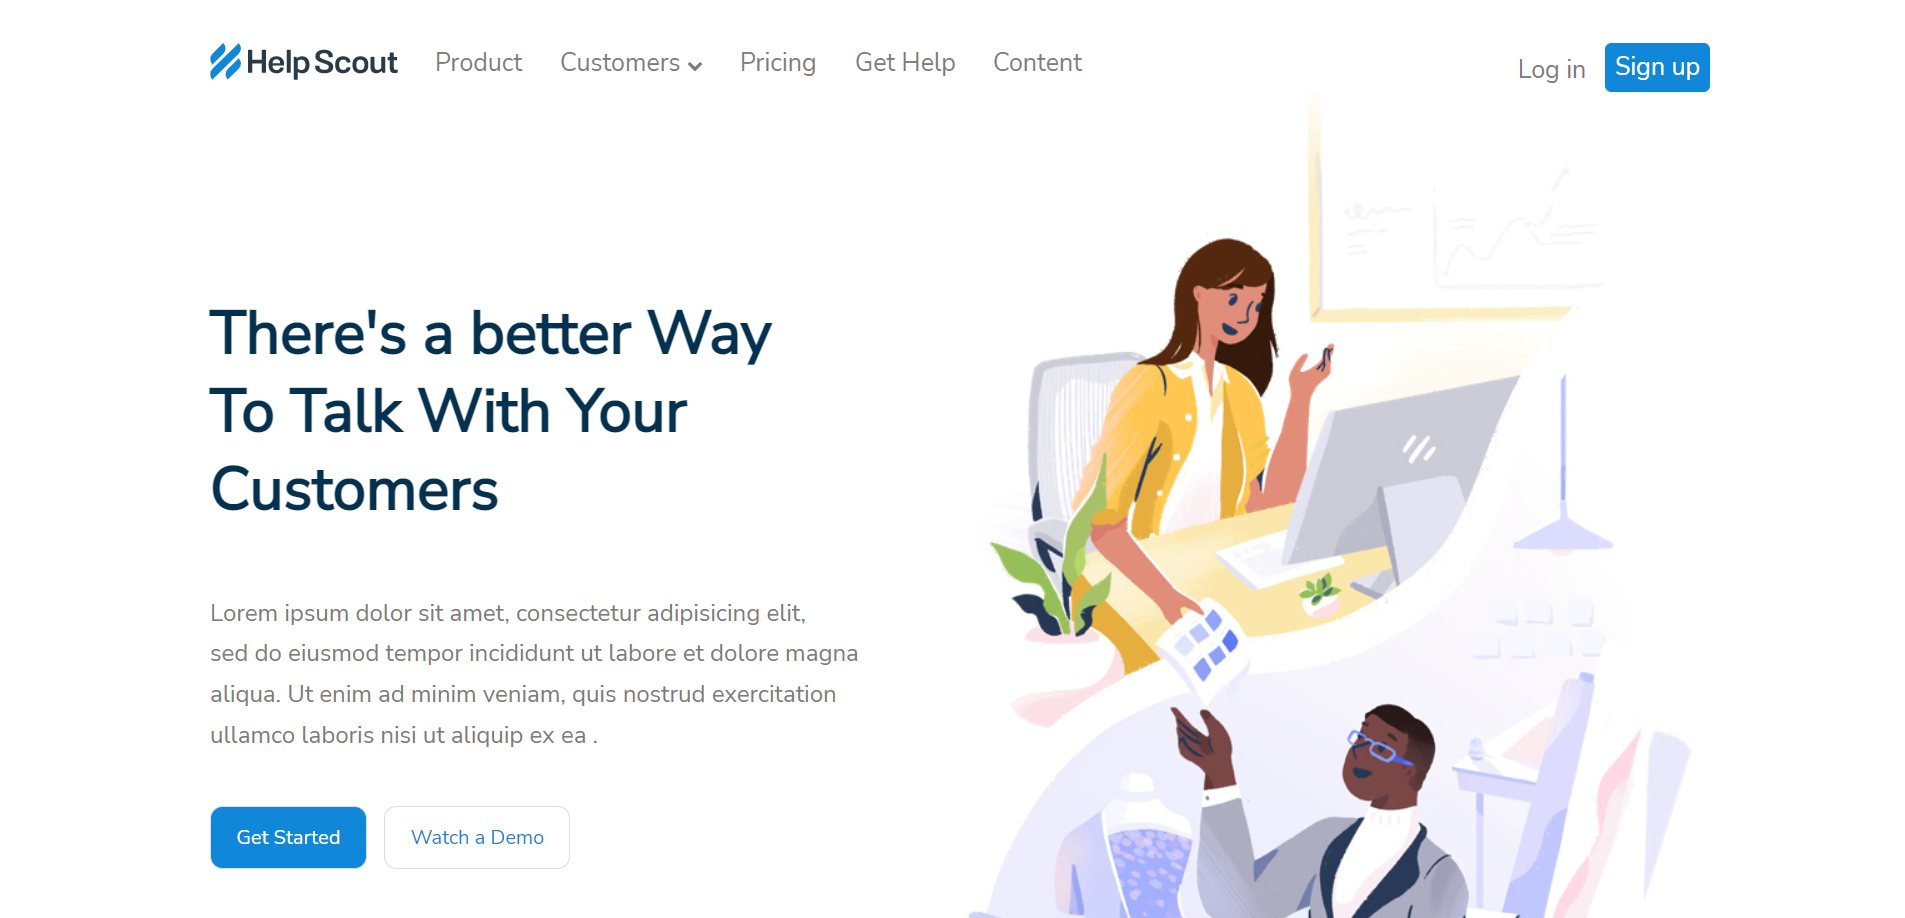 Help Scout Product Customers Pricing Get Help Content Log in Sign up
There's a better Way
To Talk With Your
Customers
Lorem ipsum dolor sit amet, consectetur adipisicing elit,
sed do eiusmod tempor incididunt ut labore et dolore magna
aliqua. Ut enim ad minim veniam, quis nostrud exercitation
ullamco laboris nisi ut aliquip ex ea .
Get Started Watch a Demo